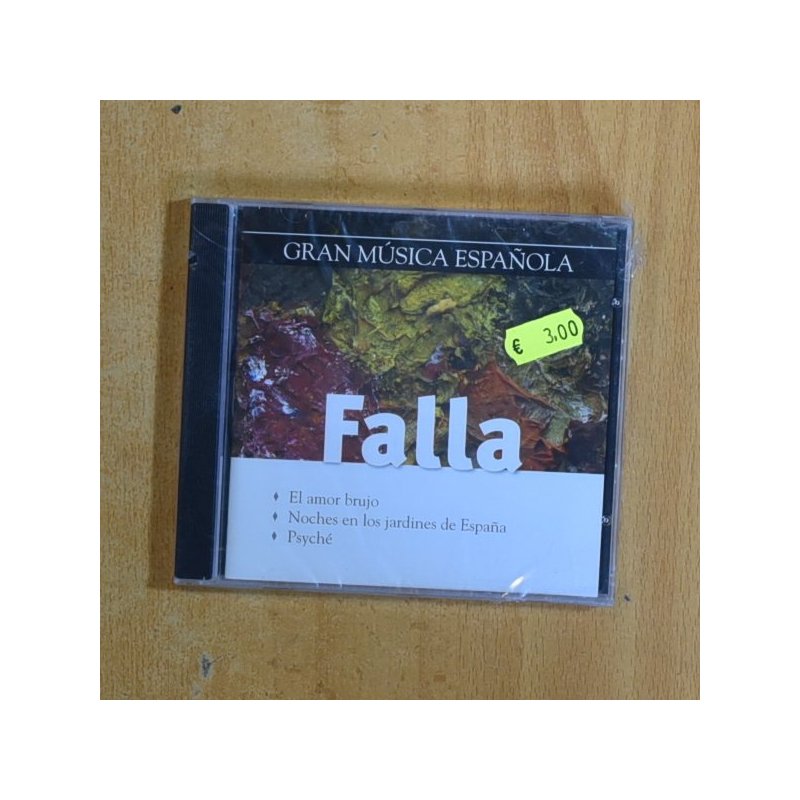 GRAN MÚSICA ESPAÑOLA
€ 3,00
Falla
♦ El amor brujo
♦ Noches en los jardines de España
♦ Psyché